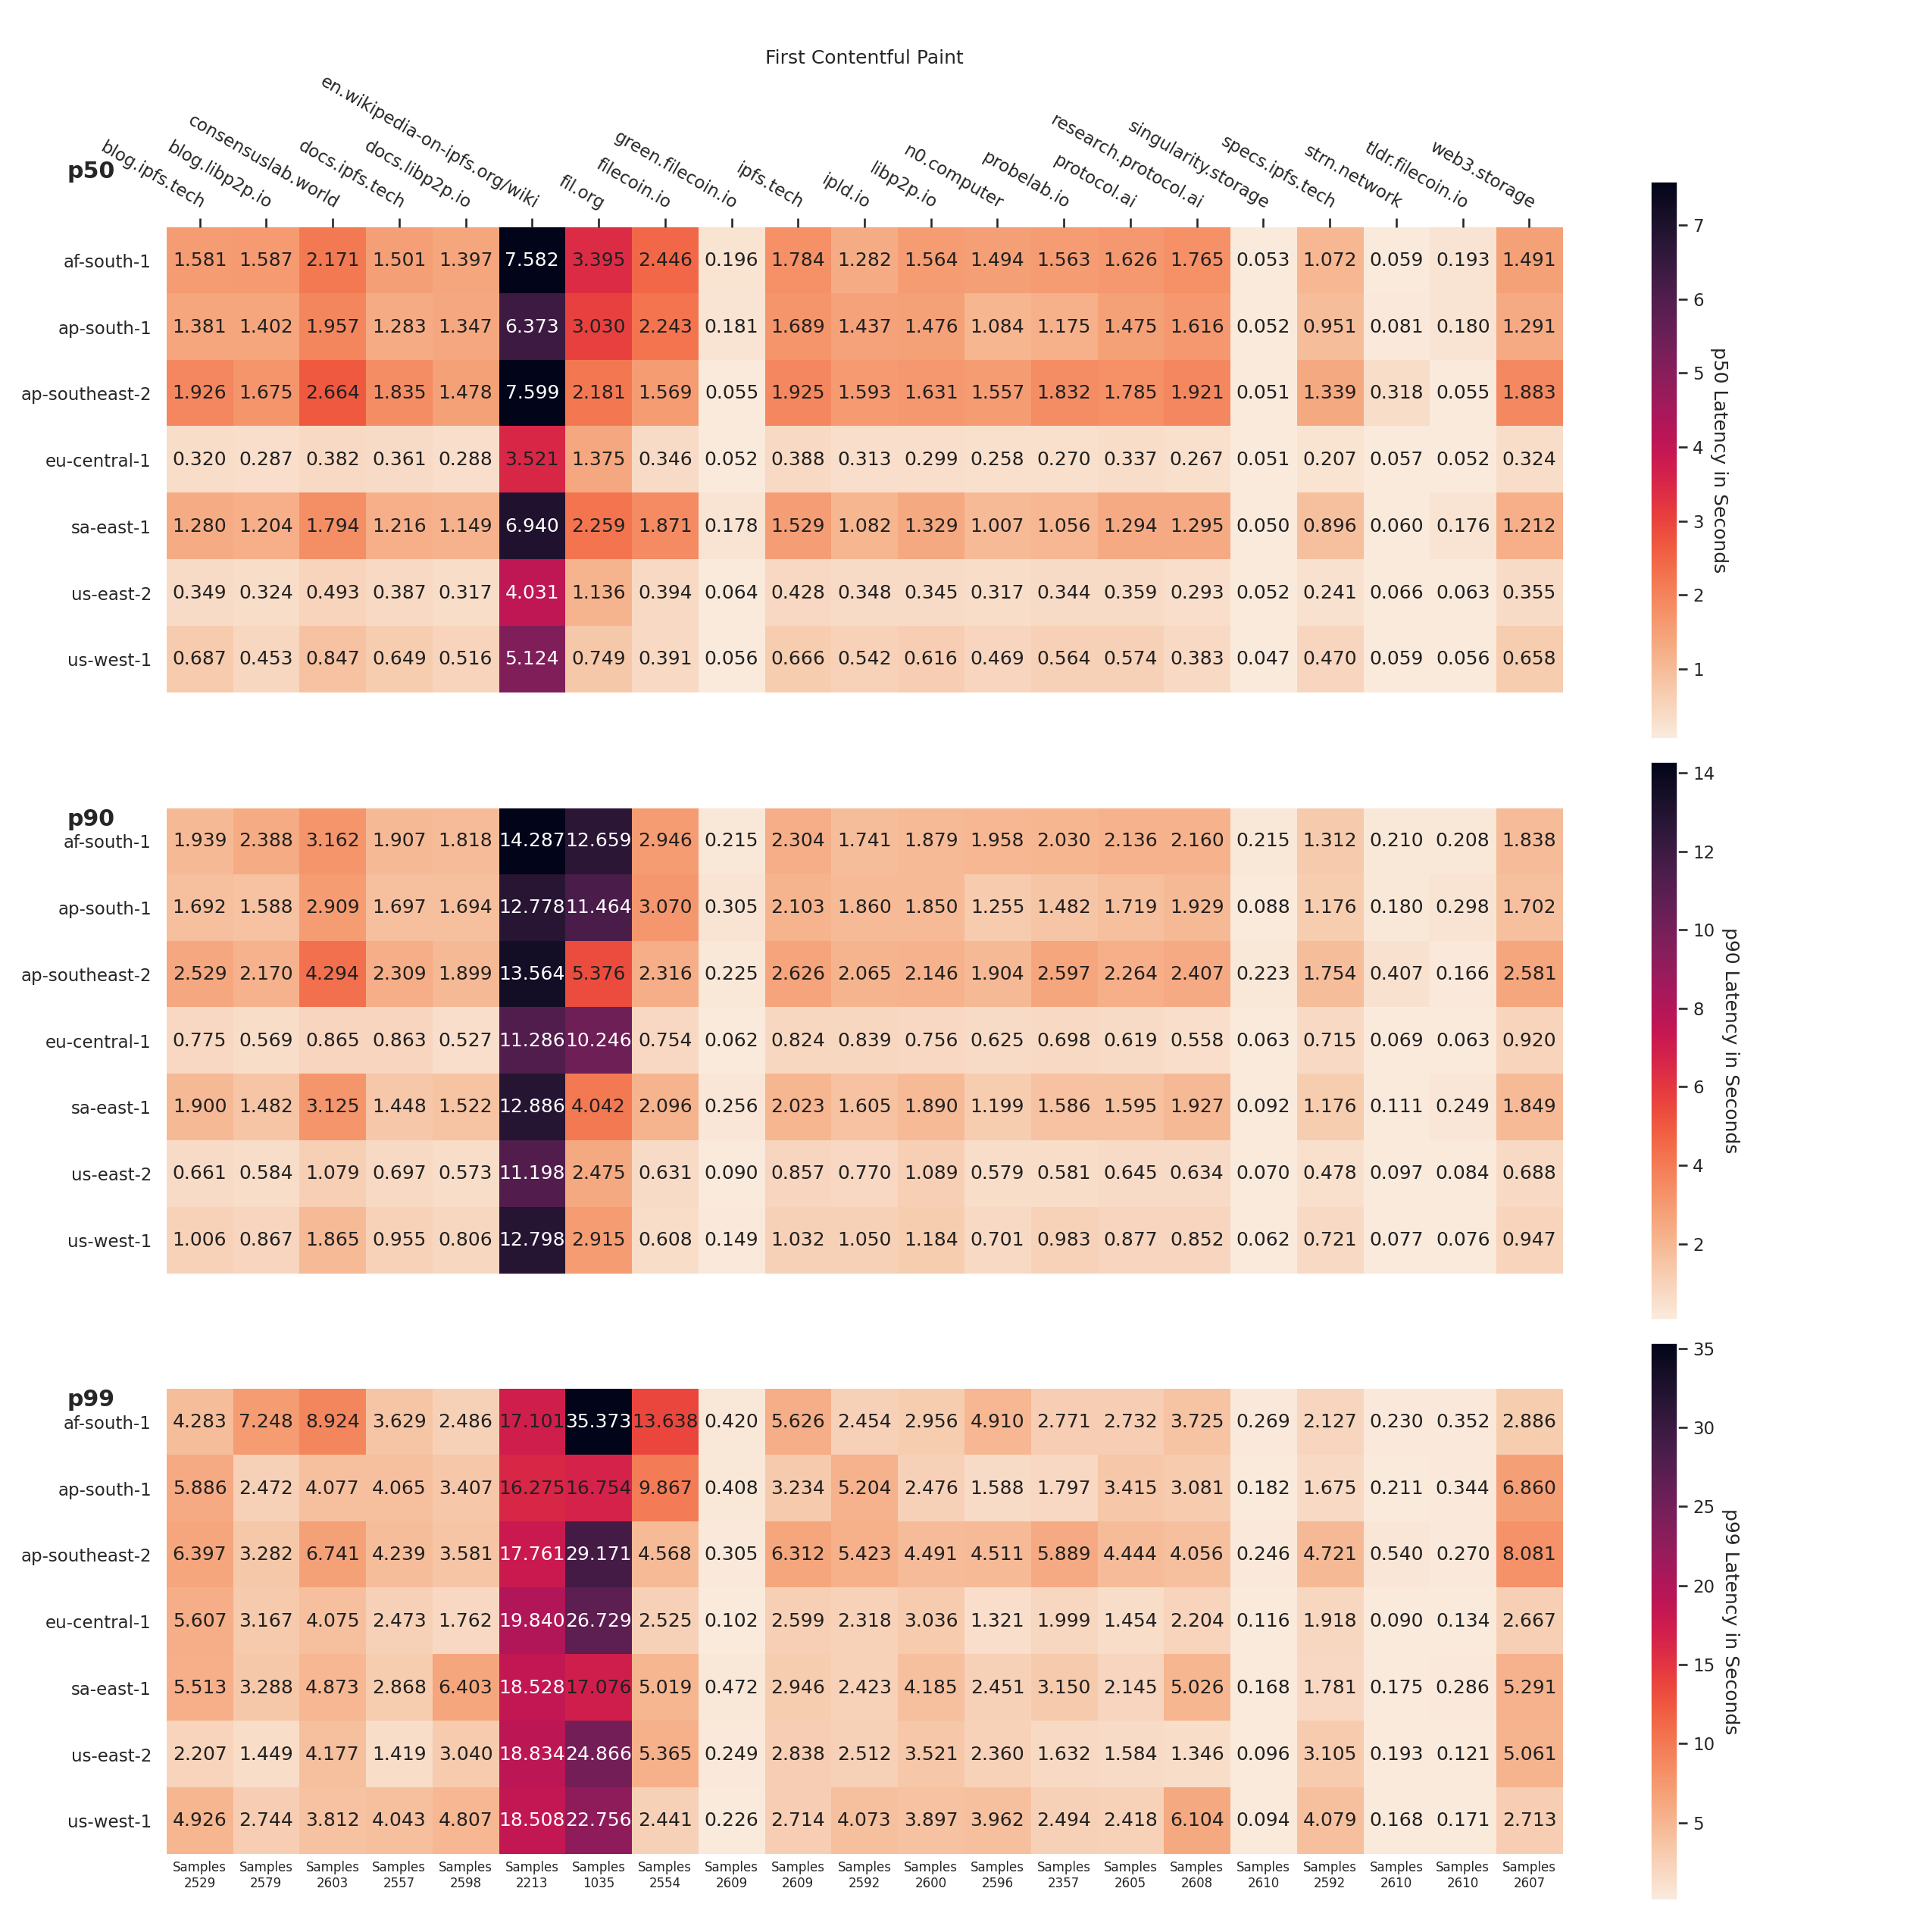 First Contentful Paint
p50
blog.ipfs.tech
blog.libp2p.io
consensuslab.world
docs.ipfs.tech
docs.libp2p.io
en.wikipedia-on-ipfs.org/wiki
fil.org
filecoin.io
green.filecoin.io
ipfs.tech
ipld.io
libp2p.io
n0.computer
probelab.io
protocol.ai
research.protocol.ai
singularity.storage
specs.ipfs.tech
strn.network
tldr.filecoin.io
web3.storage
af-south-1 1.581 1.587 2.171 1.501 1.397 7.582 3.395 2.446 0.196 1.784 1.282 1.564 1.494 1.563 1.626 1.765 0.053 1.072 0.059 0.193 1.491
ap-south-1 1.381 1.402 1.957 1.283 1.347 6.373 3.030 2.243 0.181 1.689 1.437 1.476 1.084 1.175 1.475 1.616 0.052 0.951 0.081 0.180 1.291
ap-southeast-2 1.926 1.675 2.664 1.835 1.478 7.599 2.181 1.569 0.055 1.925 1.593 1.631 1.557 1.832 1.785 1.921 0.051 1.339 0.318 0.055 1.883
eu-central-1 0.320 0.287 0.382 0.361 0.288 3.521 1.375 0.346 0.052 0.388 0.313 0.299 0.258 0.270 0.337 0.267 0.051 0.207 0.057 0.052 0.324
sa-east-1 1.280 1.204 1.794 1.216 1.149 6.940 2.259 1.871 0.178 1.529 1.082 1.329 1.007 1.056 1.294 1.295 0.050 0.896 0.060 0.176 1.212
us-east-2 0.349 0.324 0.493 0.387 0.317 4.031 1.136 0.394 0.064 0.428 0.348 0.345 0.317 0.344 0.359 0.293 0.052 0.241 0.066 0.063 0.355
us-west-1 0.687 0.453 0.847 0.649 0.516 5.124 0.749 0.391 0.056 0.666 0.542 0.616 0.469 0.564 0.574 0.383 0.047 0.470 0.059 0.056 0.658
7
6
5
4
3
2
1
p50 Latency in Seconds
p90
af-south-1 1.939 2.388 3.162 1.907 1.818 14.287 12.659 2.946 0.215 2.304 1.741 1.879 1.958 2.030 2.136 2.160 0.215 1.312 0.210 0.208 1.838
ap-south-1 1.692 1.588 2.909 1.697 1.694 12.778 11.464 3.070 0.305 2.103 1.860 1.850 1.255 1.482 1.719 1.929 0.088 1.176 0.180 0.298 1.702
ap-southeast-2 2.529 2.170 4.294 2.309 1.899 13.564 5.376 2.316 0.225 2.626 2.065 2.146 1.904 2.597 2.264 2.407 0.223 1.754 0.407 0.166 2.581
eu-central-1 0.775 0.569 0.865 0.863 0.527 11.286 10.246 0.754 0.062 0.824 0.839 0.756 0.625 0.698 0.619 0.558 0.063 0.715 0.069 0.063 0.920
sa-east-1 1.900 1.482 3.125 1.448 1.522 12.886 4.042 2.096 0.256 2.023 1.605 1.890 1.199 1.586 1.595 1.927 0.092 1.176 0.111 0.249 1.849
us-east-2 0.661 0.584 1.079 0.697 0.573 11.198 2.475 0.631 0.090 0.857 0.770 1.089 0.579 0.581 0.645 0.634 0.070 0.478 0.097 0.084 0.688
us-west-1 1.006 0.867 1.865 0.955 0.806 12.798 2.915 0.608 0.149 1.032 1.050 1.184 0.701 0.983 0.877 0.852 0.062 0.721 0.077 0.076 0.947
14
12
10
8
6
4
2
p90 Latency in Seconds
p99
af-south-1 4.283 7.248 8.924 3.629 2.486 17.101 35.373 13.638 0.420 5.626 2.454 2.956 4.910 2.771 2.732 3.725 0.269 2.127 0.230 0.352 2.886
ap-south-1 5.886 2.472 4.077 4.065 3.407 16.275 16.754 9.867 0.408 3.234 5.204 2.476 1.588 1.797 3.415 3.081 0.182 1.675 0.211 0.344 6.860
ap-southeast-2 6.397 3.282 6.741 4.239 3.581 17.761 29.171 4.568 0.305 6.312 5.423 4.491 4.511 5.889 4.444 4.056 0.246 4.721 0.540 0.270 8.081
eu-central-1 5.607 3.167 4.075 2.473 1.762 19.840 26.729 2.525 0.102 2.599 2.318 3.036 1.321 1.999 1.454 2.204 0.116 1.918 0.090 0.134 2.667
sa-east-1 5.513 3.288 4.873 2.868 6.403 18.528 17.076 5.019 0.472 2.946 2.423 4.185 2.451 3.150 2.145 5.026 0.168 1.781 0.175 0.286 5.291
us-east-2 2.207 1.449 4.177 1.419 3.040 18.834 24.866 5.365 0.249 2.838 2.512 3.521 2.360 1.632 1.584 1.346 0.096 3.105 0.193 0.121 5.061
us-west-1 4.926 2.744 3.812 4.043 4.807 18.508 22.756 2.441 0.226 2.714 4.073 3.897 3.962 2.494 2.418 6.104 0.094 4.079 0.168 0.171 2.713
Samples Samples Samples Samples Samples Samples Samples Samples Samples Samples Samples Samples Samples Samples Samples Samples Samples Samples Samples Samples Samples
2529 2579 2603 2557 2598 2213 1035 2554 2609 2609 2592 2600 2596 2357 2605 2608 2610 2592 2610 2610 2607
35
30
25
20
15
10
5
p99 Latency in Seconds